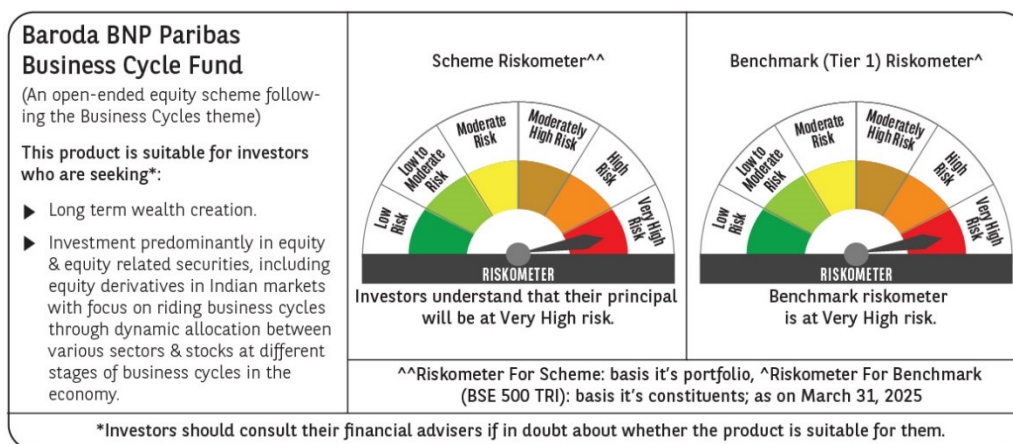 Baroda BNP Paribas
Business Cycle Fund
(An open-ended equity scheme follow-
ing the Business Cycles theme)
This product is suitable for investors
who are seeking*:
▶ Long term wealth creation.
▶ Investment predominantly in equity
& equity related securities, including
equity derivatives in Indian markets
with focus on riding business cycles
through dynamic allocation between
various sectors & stocks at different
stages of business cycles in the
economy.
Scheme Riskometer^^
Low
Risk
Low to
Moderate
Risk
Moderate
Risk
Moderately
High Risk
High
Risk
Very High
Risk
RISKOMETER
Investors understand that their principal
will be at Very High risk.
Benchmark (Tier 1) Riskometer^
Low
Risk
Low to
Moderate
Risk
Moderate
Risk
Moderately
High Risk
High
Risk
Very High
Risk
RISKOMETER
Benchmark riskometer
is at Very High risk.
^^Riskometer For Scheme: basis it's portfolio, ^Riskometer For Benchmark
(BSE 500 TRI): basis it's constituents; as on March 31, 2025
*Investors should consult their financial advisers if in doubt about whether the product is suitable for them.